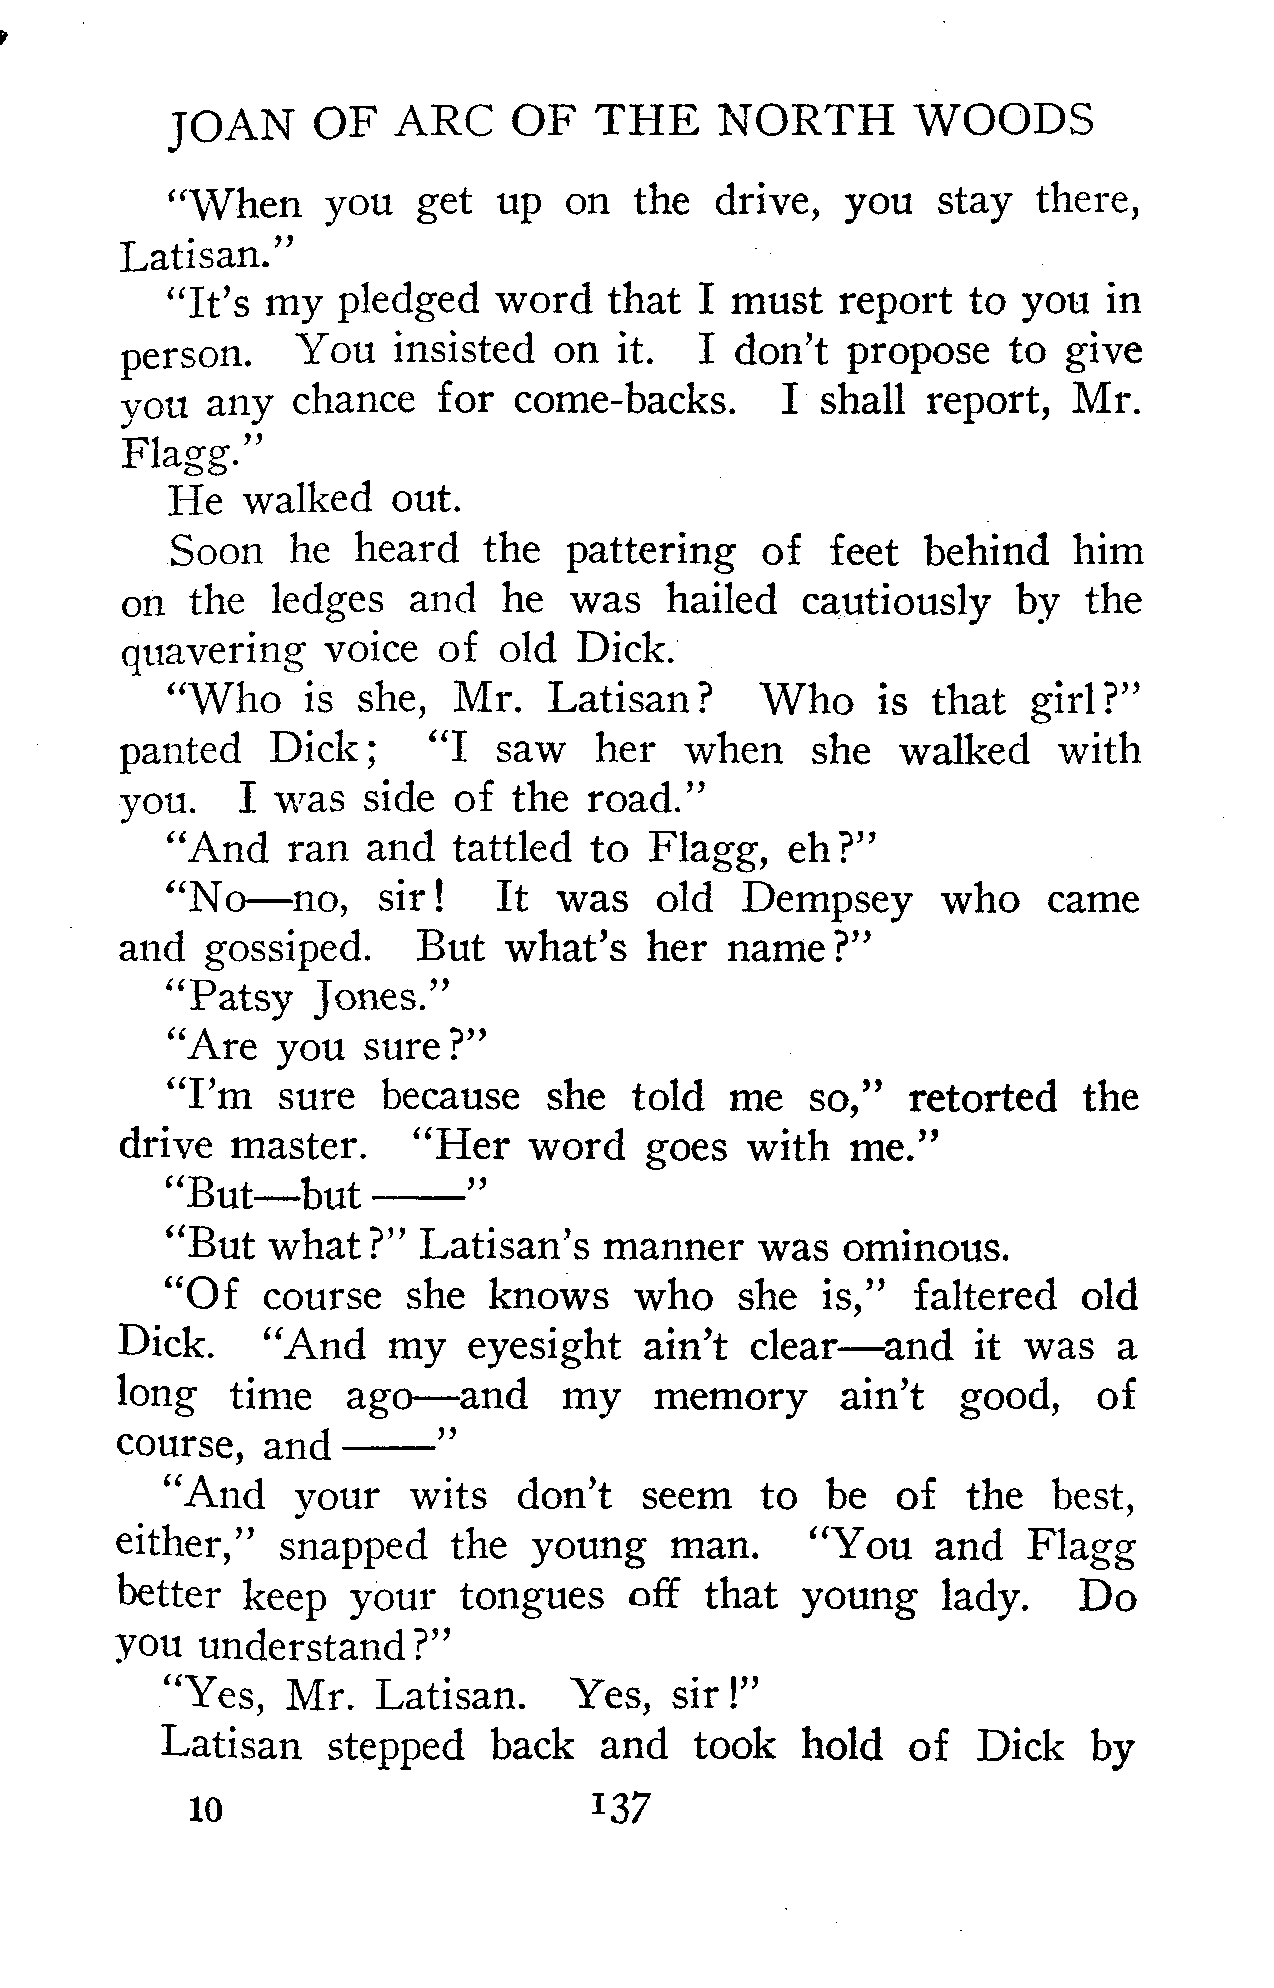 JOAN OF ARC OF THE NORTH WOODS
"When you get up on the drive, you stay there,
Latisan."
"It's my pledged word that I must report to you in
person. You insisted on it. I don't propose to give
you any chance for come-backs. I shall report, Mr.
Flagg."
He walked out.
Soon he heard the pattering of feet behind him
on the ledges and he was hailed cautiously by the
quavering voice of old Dick.
"Who is she, Mr. Latisan? Who is that girl?"
panted Dick; "I saw her when she walked with
you. I was side of the road."
"And ran and tattled to Flagg, eh?"
"No—no, sir! It was old Dempsey who came
and gossiped. But what's her name?"
"Patsy Jones."
"Are you sure?"
"I'm sure because she told me so," retorted the
drive master. "Her word goes with me."
"But—but ——"
"But what?" Latisan's manner was ominous.
"Of course she knows who she is," faltered old
Dick. "And my eyesight ain't clear—and it was a
long time ago—and my memory ain't good, of
course, and ——"
"And your wits don't seem to be of the best,
either," snapped the young man. "You and Flagg
better keep your tongues off that young lady. Do
you understand?"
"Yes, Mr. Latisan. Yes, sir!"
Latisan stepped back and took hold of Dick by
10 137